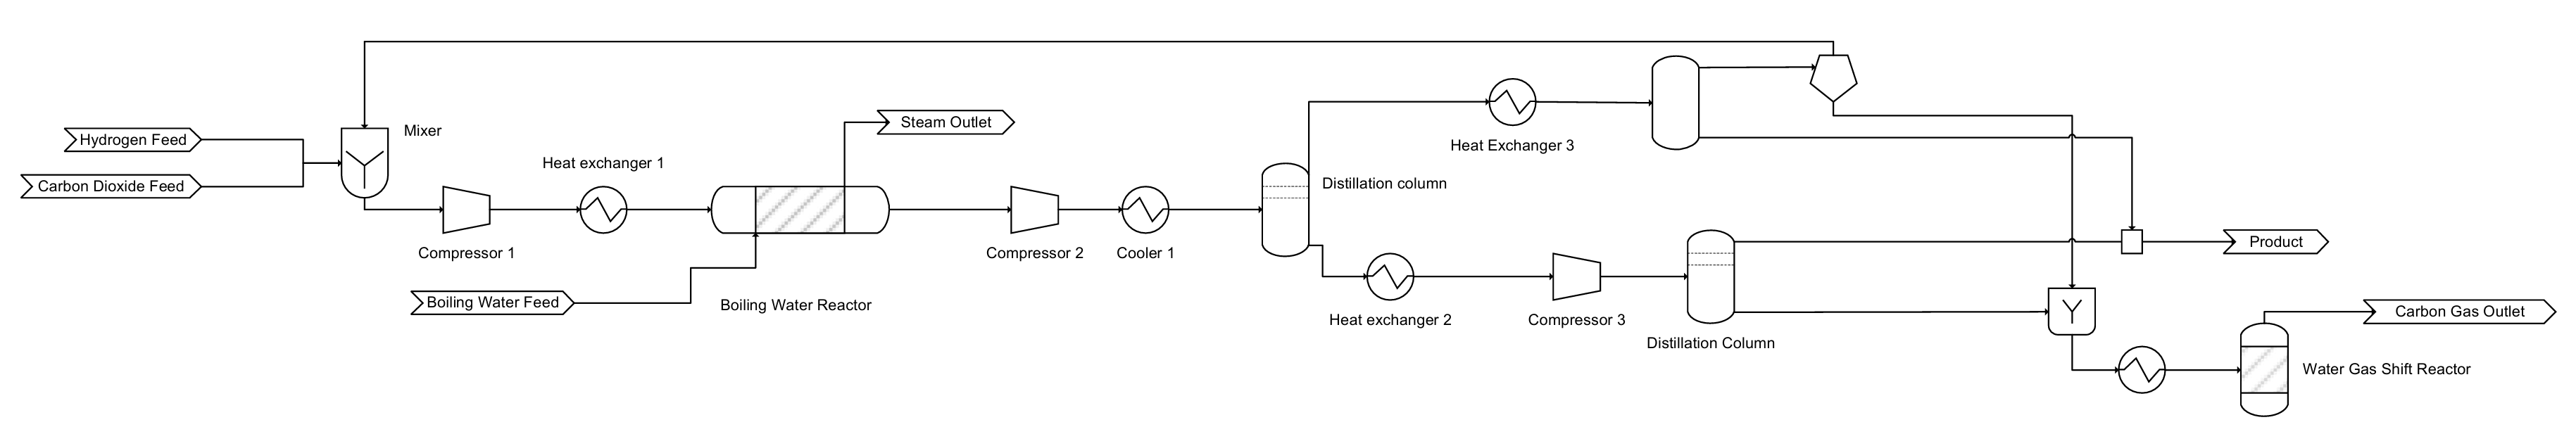 Hydrogen Feed
Carbon Dioxide Feed
Mixer
Compressor 1
Heat exchanger 1
Boiling Water Feed
Boiling Water Reactor
Steam Outlet
Compressor 2
Cooler 1
Distillation column
Heat Exchanger 3
Heat exchanger 2
Compressor 3
Distillation Column
Product
Carbon Gas Outlet
Water Gas Shift Reactor